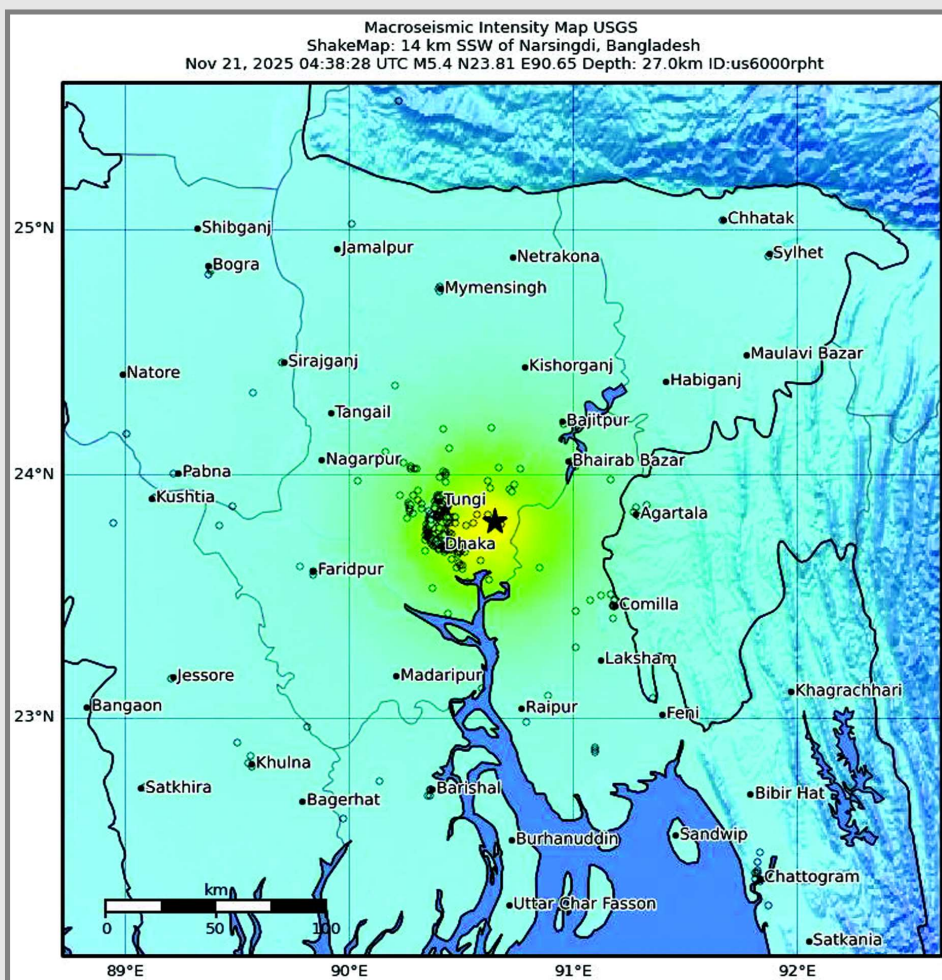 Macroseismic Intensity Map USGS
ShakeMap: 14 km SSW of Narsingdi, Bangladesh
Nov 21, 2025 04:38:28 UTC M5.4 N23.81 E90.65 Depth: 27.0km ID:us6000rpht
Chhatak
25°N
Shibganj
Jamalpur
Sylhet
Netrakona
Bogra
Mymensingh
Maulavi Bazar
Sirajganj
Kishorganj
Natore
Habiganj
Tangail
Bajitpur
Nagarpur
Bhairab Bazar
24°N
Pabna
Kushtia
Tungi
Agartala
Dhaka
Faridpur
Comilla
Laksham
Jessore
Madaripur
Khagrachhari
Bangaon
Raipur
Feni
23°N
Khulna
Satkhira
Barishal
Bibir Hat
Bagerhat
Burhanuddin
Sandwip
Chattogram
km
Uttar Char Fasson
0 50 100
Satkania
89°E 90°E 91°E 92°E